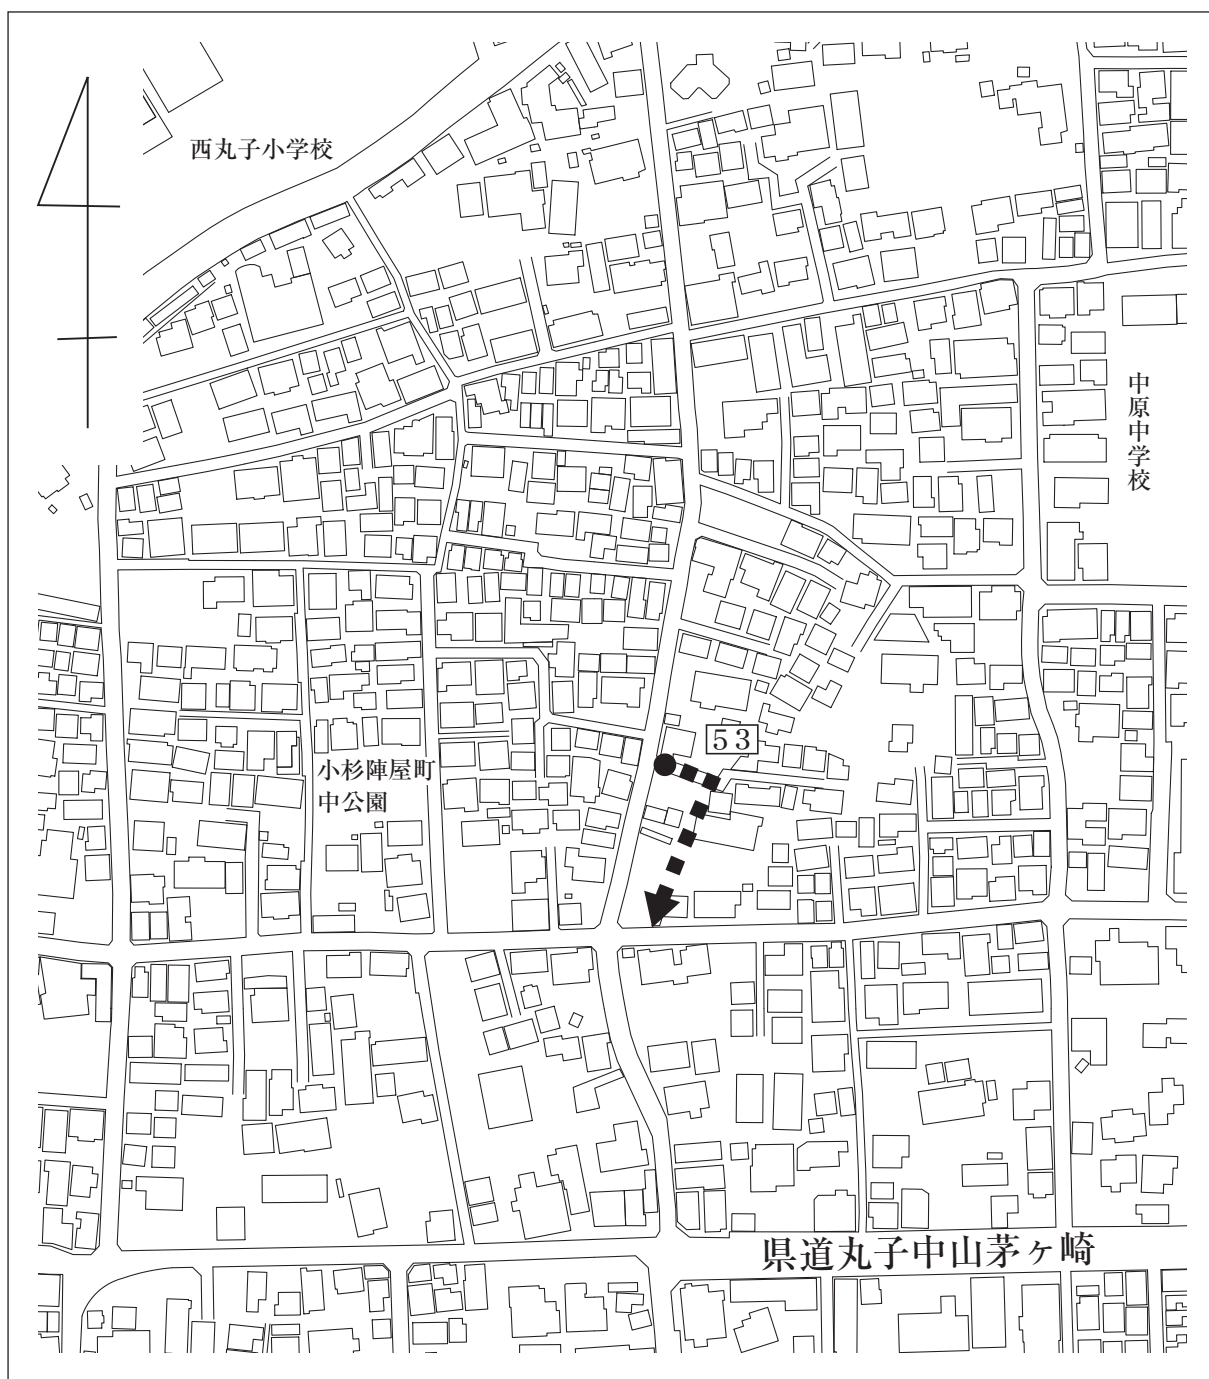 西丸子小学校
中原中学校
53
小杉陣屋町
中公園
県道丸子中山茅ヶ崎